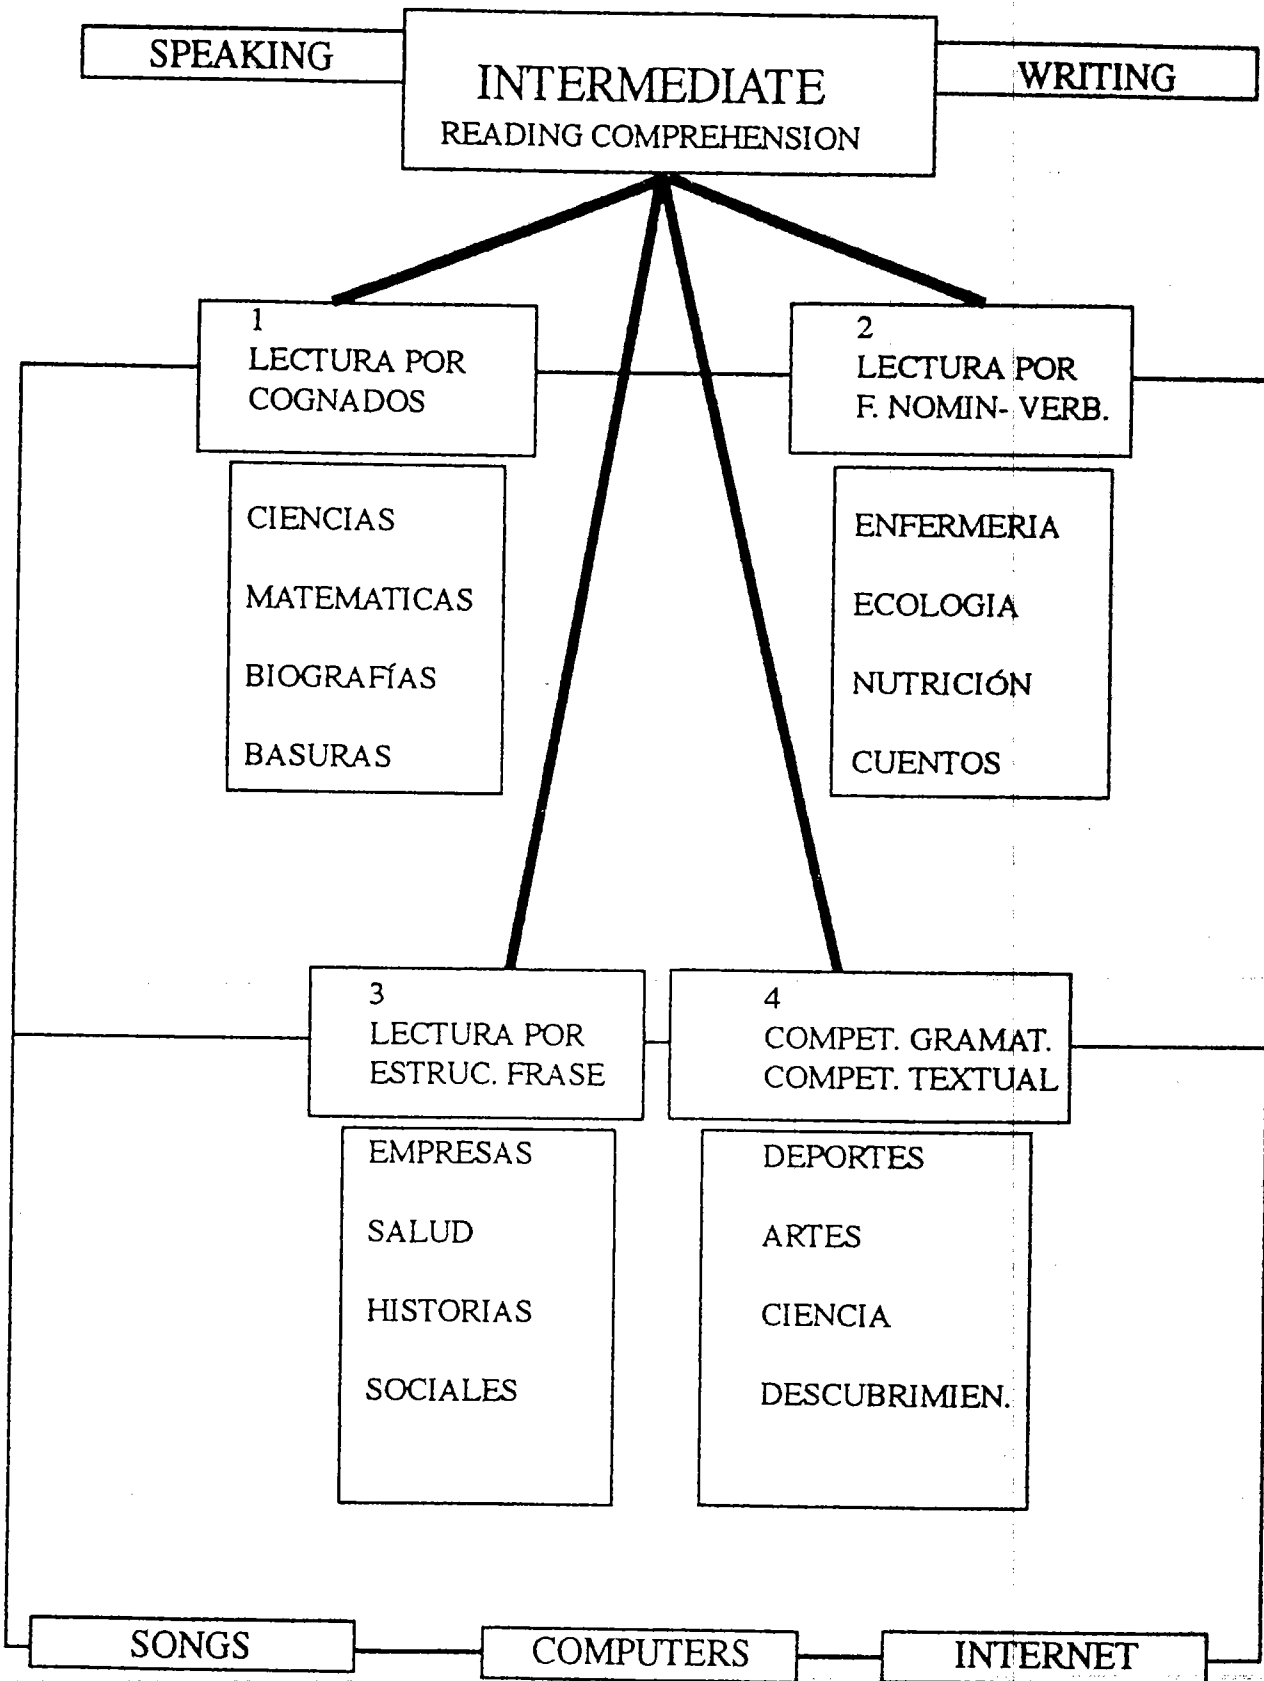 SPEAKING
INTERMEDIATE
READING COMPREHENSION
WRITING
1
LECTURA POR
COGNADOS
2
LECTURA POR
F. NOMIN- VERB.
CIENCIAS
MATEMATICAS
BIOGRAFÍAS
BASURAS
ENFERMERIA
ECOLOGIA
NUTRICIÓN
CUENTOS
3
LECTURA POR
ESTRUC. FRASE
4
COMPET. GRAMAT.
COMPET. TEXTUAL
EMPRESAS
SALUD
HISTORIAS
SOCIALES
DEPORTES
ARTES
CIENCIA
DESCUBRIMIEN.
SONGS
COMPUTERS
INTERNET